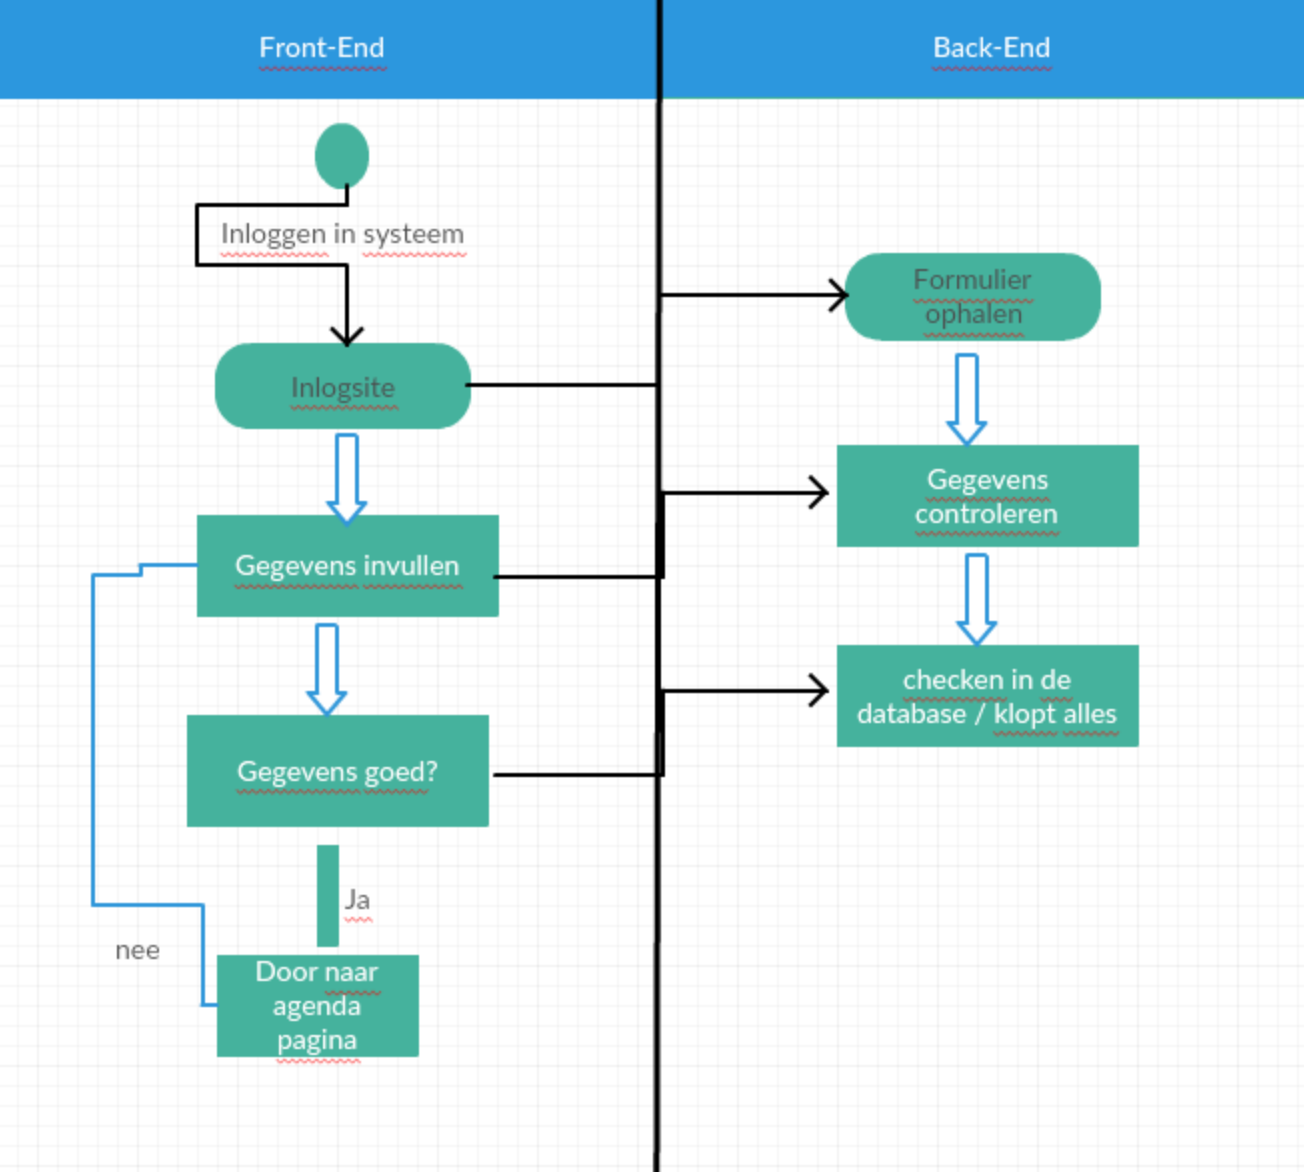 Front-End
Back-End
Inloggen in systeem
Inlogsite
Gegevens invullen
Gegevens goed?
Ja
nee
Door naar
agenda
pagina
Formulier
ophalen
Gegevens
controleren
checken in de
database / klopt alles